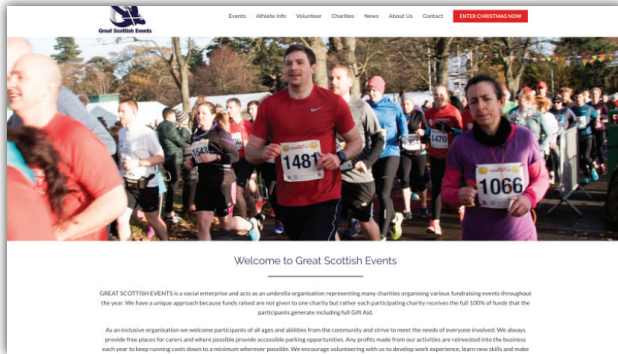 Great Scottish Events
Events Athlete Info Volunteer Charities News About Us Contact ENTER CHRISTMAS NOW
1543
1481
1470
1066
Welcome to Great Scottish Events
GREAT SCOTTISH EVENTS is a social enterprise and acts as an umbrella organisation representing many charities organising various fundraising events throughout
the year. We have a unique approach because funds raised are not given to one charity but rather each participating charity receives the full 100% of funds that the
participants generate including full Gift Aid.
As an inclusive organisation we welcome participants of all ages and abilities from the community and strive to meet the needs of everyone involved. We always
provide free places for carers and where possible provide accessible parking opportunities. Any profits made from our activities are reinvested into the business
each year to keep running costs down to a minimum wherever possible. We encourage volunteering with us to develop work experience, learn new skills and make